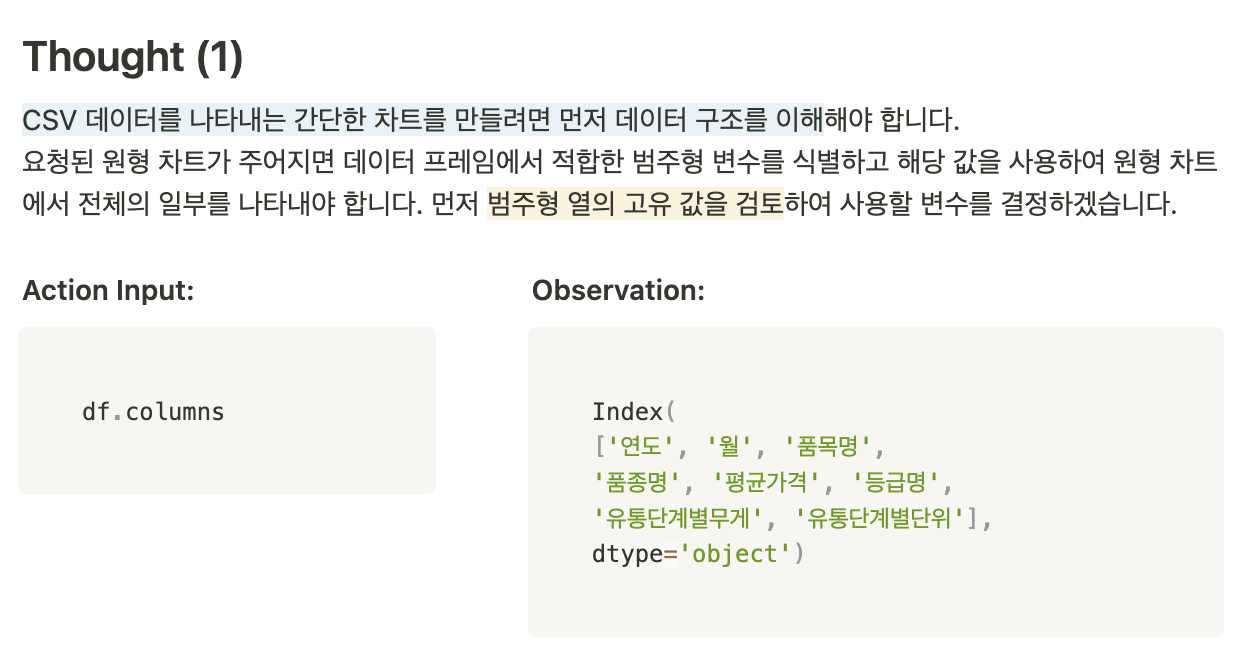 Thought (1)
CSV 데이터를 나타내는 간단한 차트를 만들려면 먼저 데이터 구조를 이해해야 합니다.
요청된 원형 차트가 주어지면 데이터 프레임에서 적합한 범주형 변수를 식별하고 해당 값을 사용하여 원형 차트
에서 전체의 일부를 나타내야 합니다. 먼저 범주형 열의 고유 값을 검토하여 사용할 변수를 결정하겠습니다.
Action Input:
df.columns
Observation:
Index(
['연도', '월', '품목명',
'품종명', '평균가격', '등급명',
'유통단계별무게', '유통단계별단위'],
dtype='object')